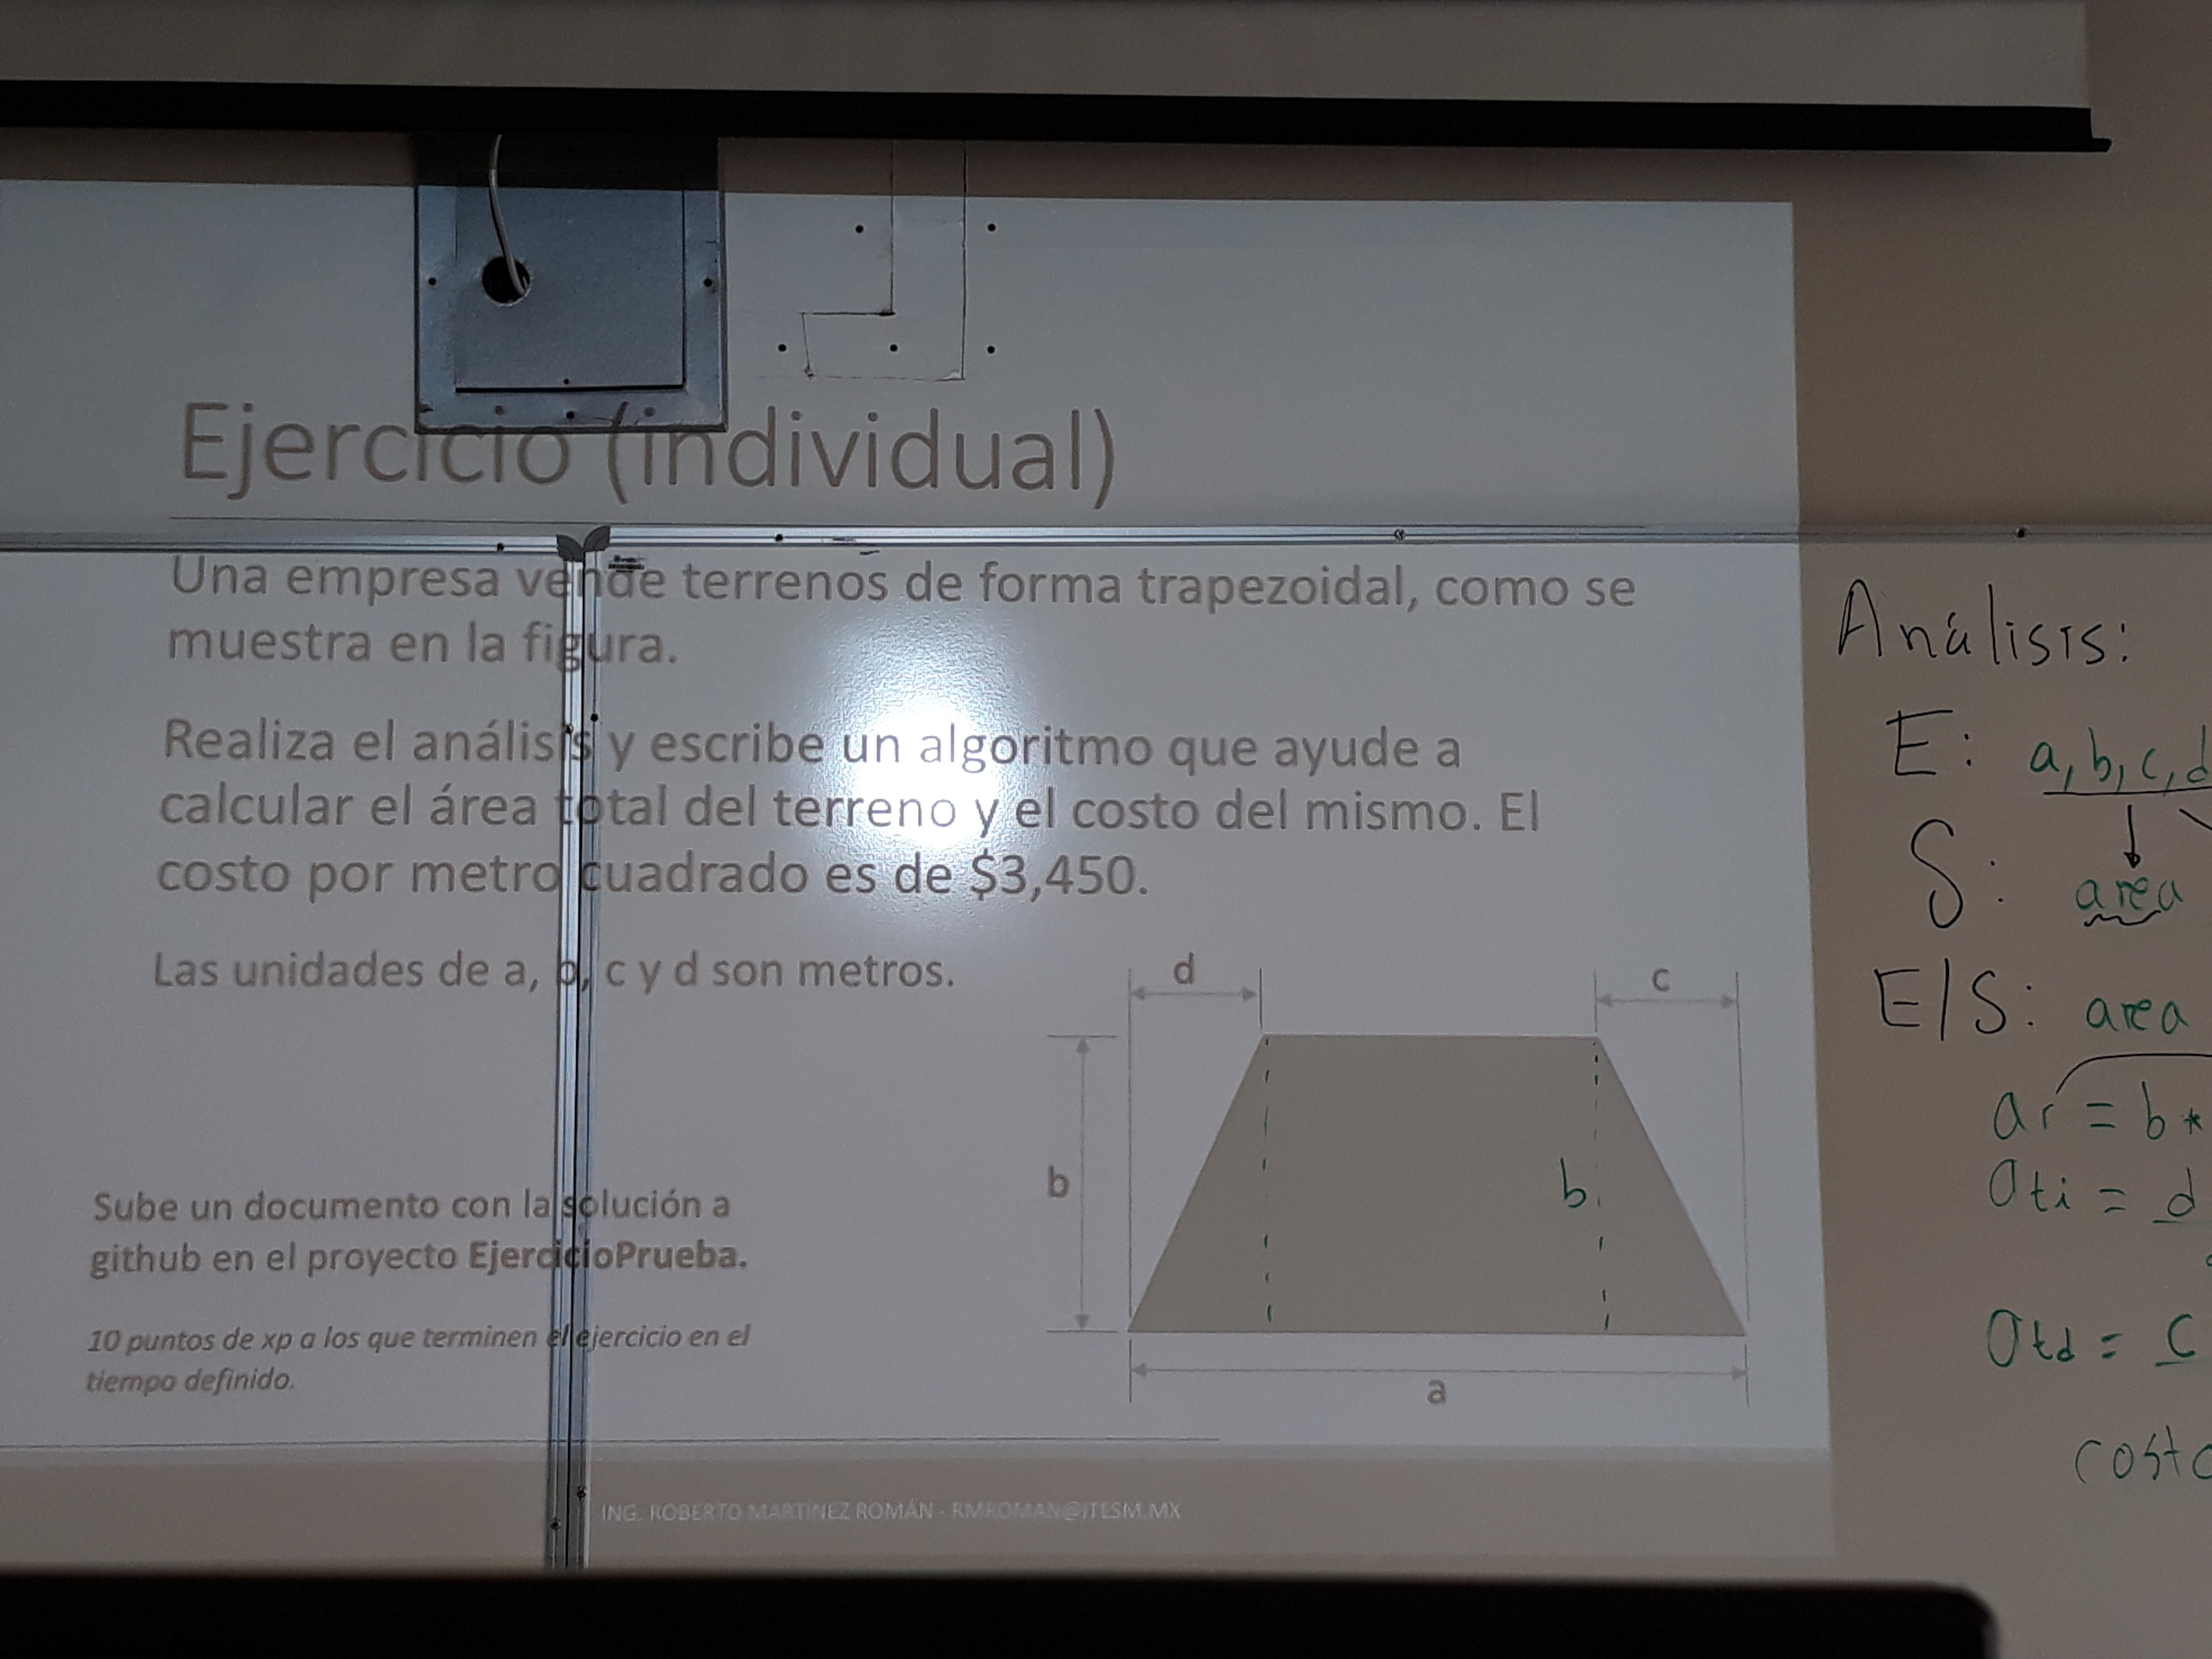 Ejercicio (individual)
Una empresa vende terrenos de forma trapezoidal, como se
muestra en la figura.
Realiza el análisis y escribe un algoritmo que ayude a
calcular el área total del terreno y el costo del mismo. El
costo por metro cuadrado es de $3,450.
Las unidades de a, b, c y d son metros.
d
c
b
b
a
Sube un documento con la solución a
github en el proyecto EjercicioPrueba.
10 puntos de xp a los que terminen el ejercicio en el
tiempo definido.
ING. ROBERTO MARTÍNEZ ROMÁN - RMROMAN@ITESM.MX
Análisis:
E: a, b, c, d
S: area
E/S: area
ar = b *
ati = d
atd = c